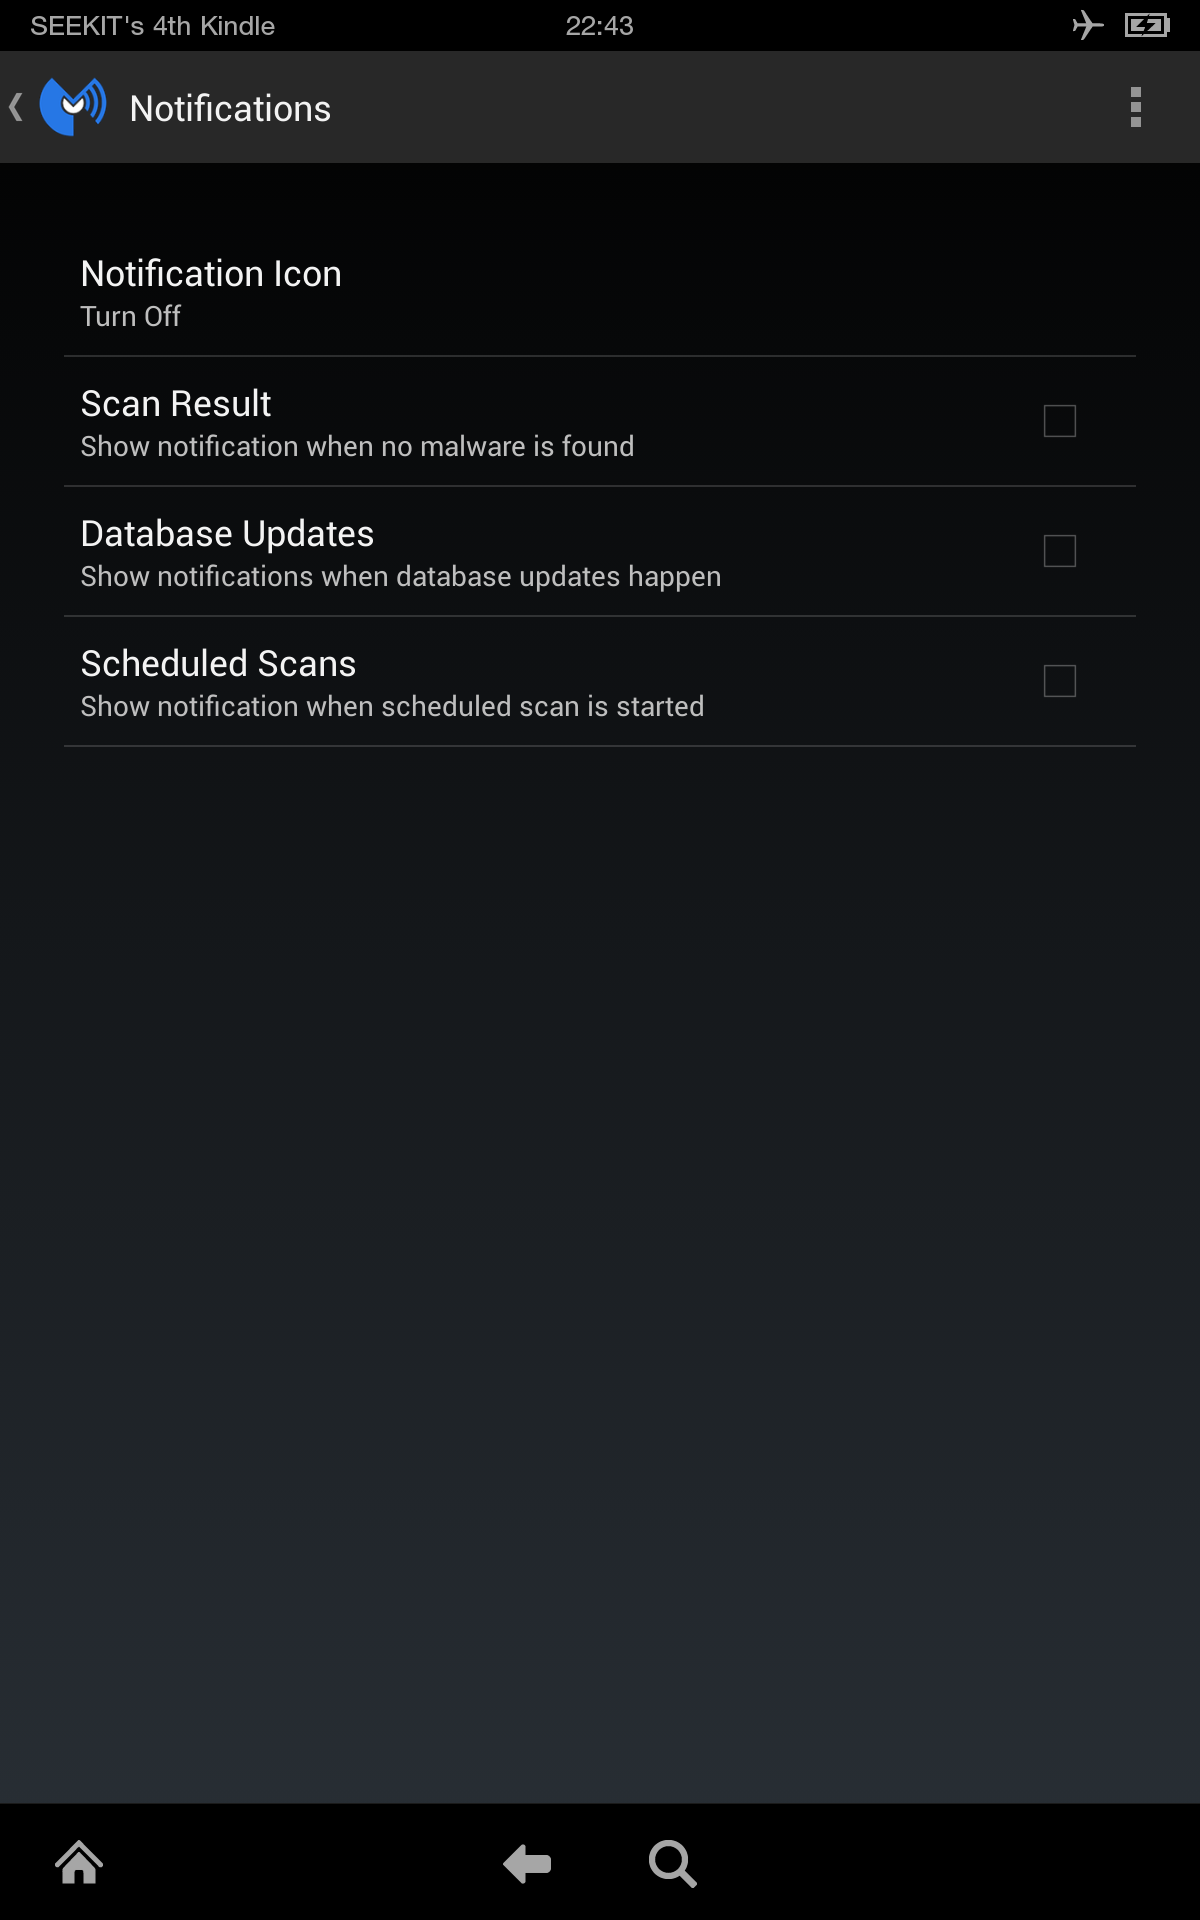 SEEKIT's 4th Kindle
22:43
Notifications
Notification Icon
Turn Off
Scan Result
Show notification when no malware is found
Database Updates
Show notifications when database updates happen
Scheduled Scans
Show notification when scheduled scan is started